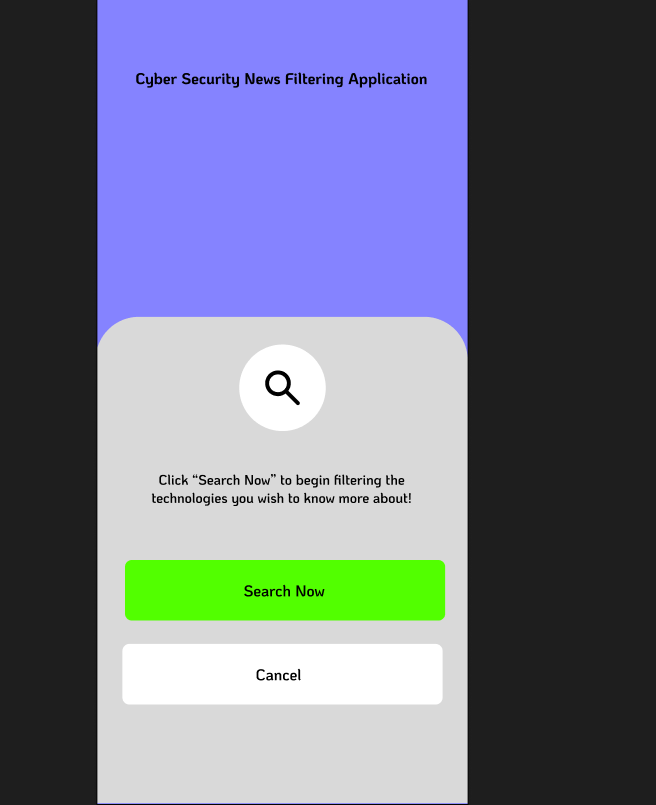 Cyber Security News Filtering Application
Click “Search Now” to begin filtering the
technologies you wish to know more about!
Search Now
Cancel